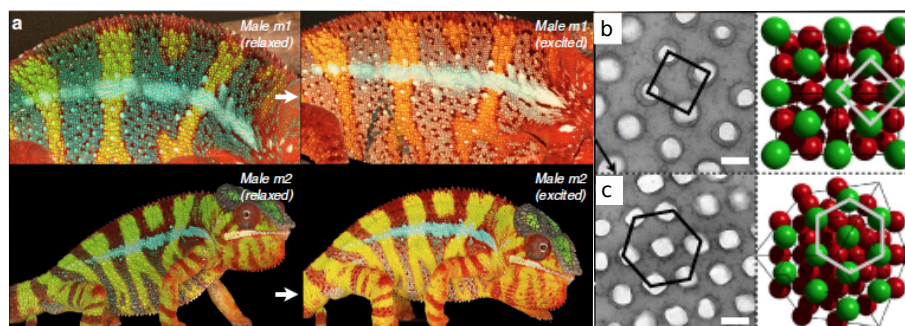 a
Male m1
(relaxed)
Male m1
(excited)
Male m2
(relaxed)
Male m2
(excited)
b
c